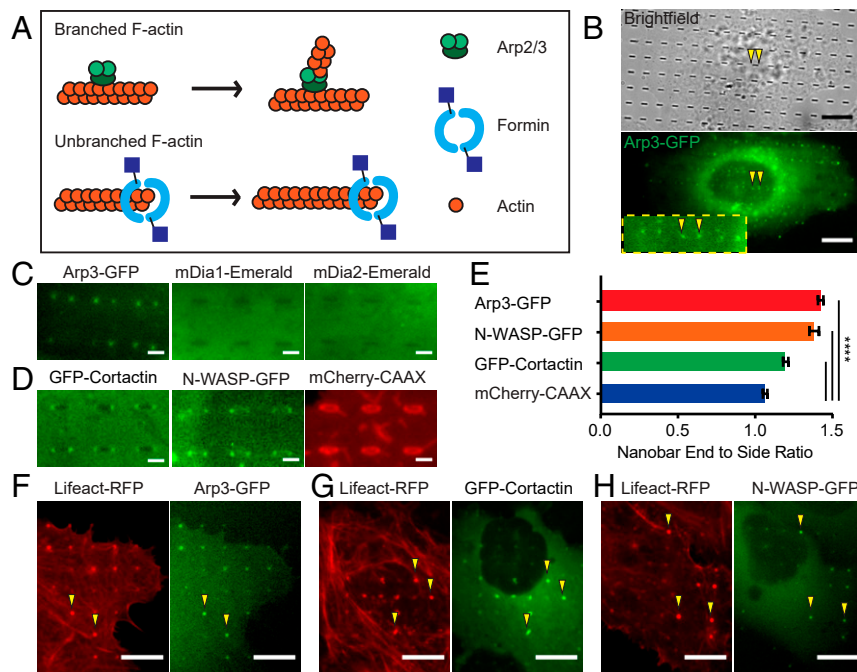 A
Branched F-actin
Arp2/3
Unbranched F-actin
Formin
Actin
B
Brightfield
Arp3-GFP
C
Arp3-GFP
mDia1-Emerald
mDia2-Emerald
D
GFP-Cortactin
N-WASP-GFP
mCherry-CAAX
E
Arp3-GFP
N-WASP-GFP
GFP-Cortactin
mCherry-CAAX
****
0.0
0.5
1.0
1.5
Nanobar End to Side Ratio
F
Lifeact-RFP
Arp3-GFP
G
Lifeact-RFP
GFP-Cortactin
H
Lifeact-RFP
N-WASP-GFP